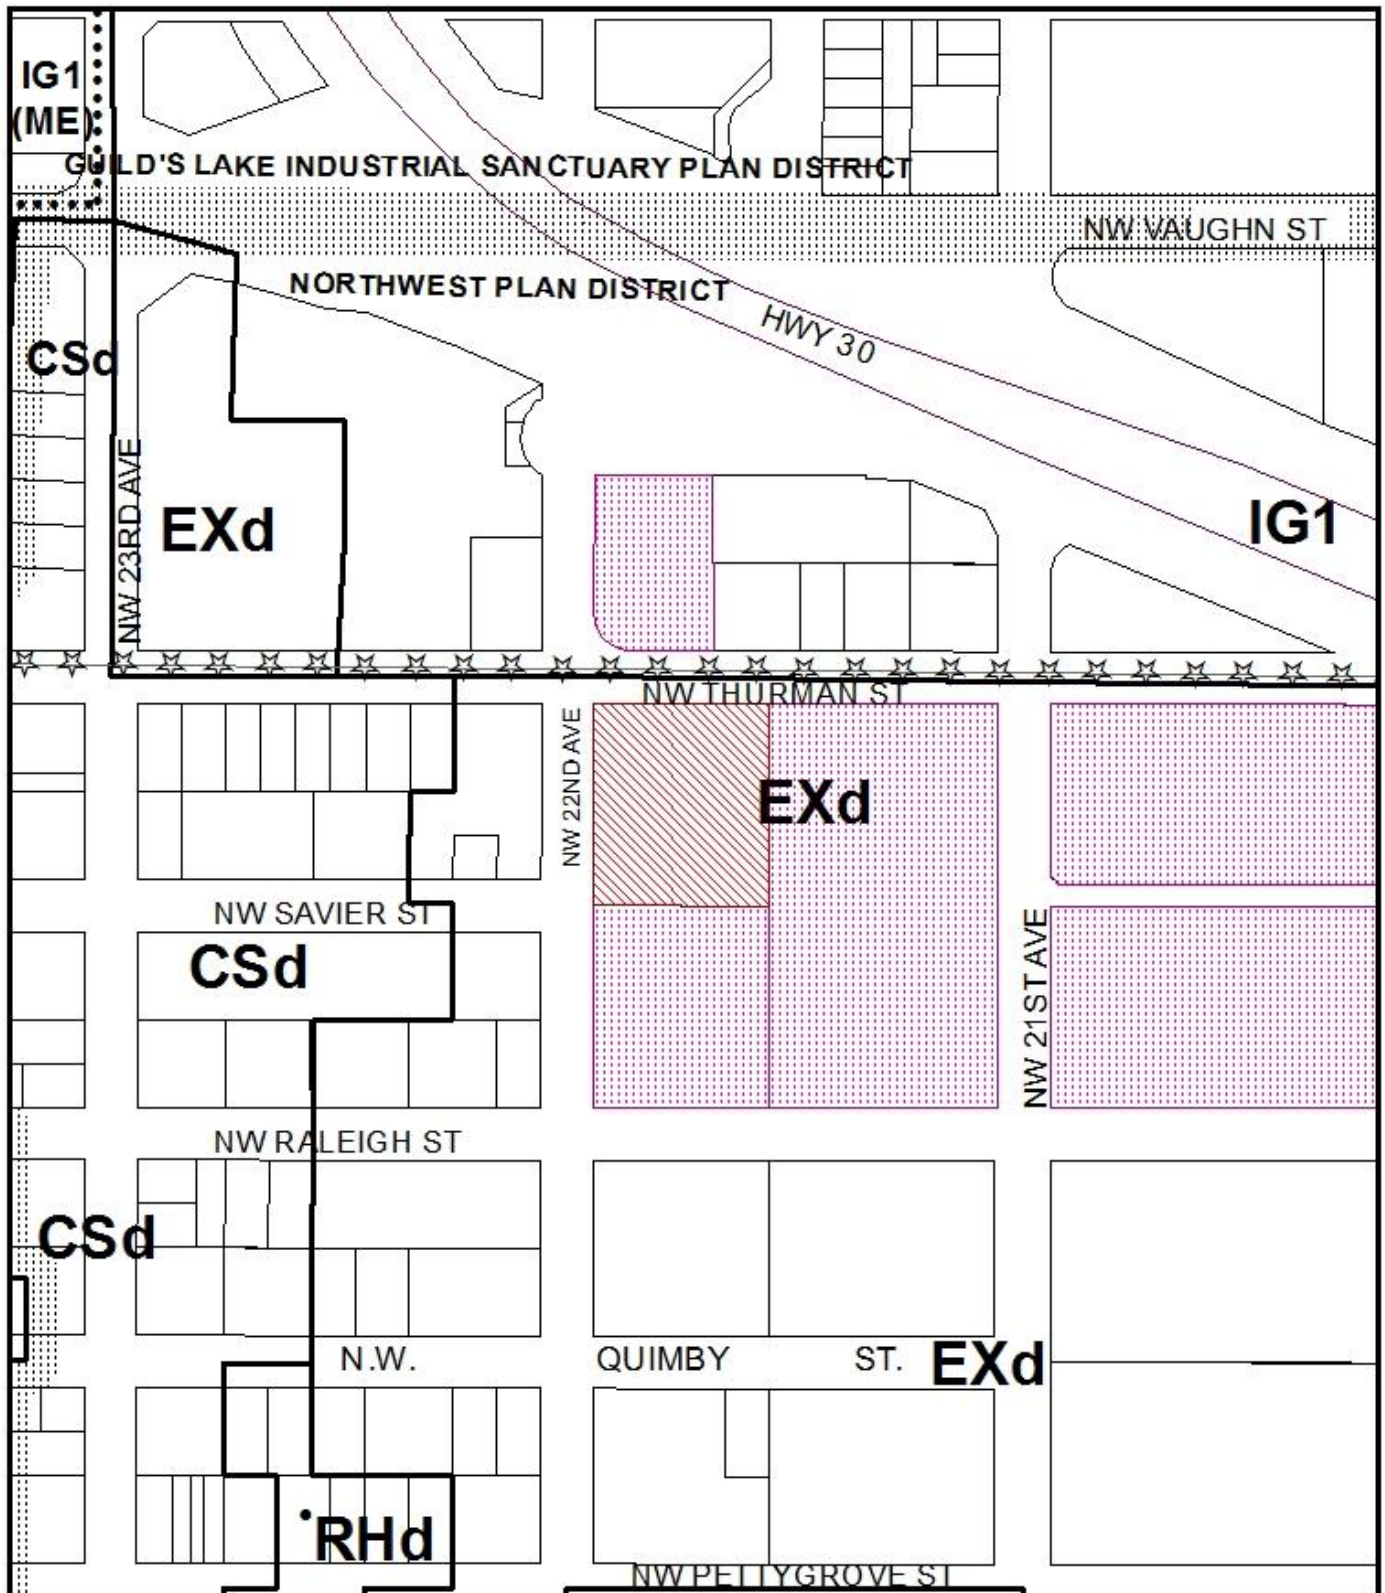 IG1
(ME)
GUILD'S LAKE INDUSTRIAL SANCTUARY PLAN DISTRICT
NW VAUGHN ST
NORTHWEST PLAN DISTRICT
HWY 30
CSd
NW 23RD AVE
EXd
IG1
NW THURMAN ST
NW 22ND AVE
EXd
NW SAVIER ST
CSd
NW 21ST AVE
NW RALEIGH ST
CSd
N.W. QUIMBY ST.
EXd
RHd
NW PETTYGROVE ST